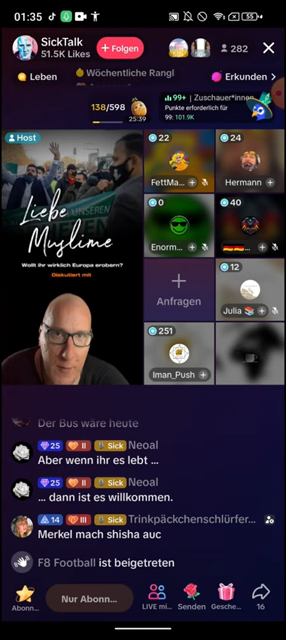 01:35
55
SickTalk
51.5K Likes
+ Folgen
282
Leben
Wöchentliche Rangl
Erkunden >
138/598
25:39
99+ | Zuschauer*innen
Punkte erforderlich für
99: 101.9K
Host
Liebe
Muslime
Wollt ihr wirklich Europa erobern?
Diskutiert mit
22
FettMa...
24
Hermann
0
Enorm...
40
...
+
Anfragen
12
Julia
251
Iman_Push
Der Bus wäre heute
25 II Sick Neoal
Aber wenn ihr es lebt ...
25 II Sick Neoal
... dann ist es willkommen.
14 III Sick Trinkpäckchenschlürfer...
Merkel mach shisha auc
F8 Football ist beigetreten
Abonn...
Nur Abonn...
LIVE mi...
Senden
Gesche...
16